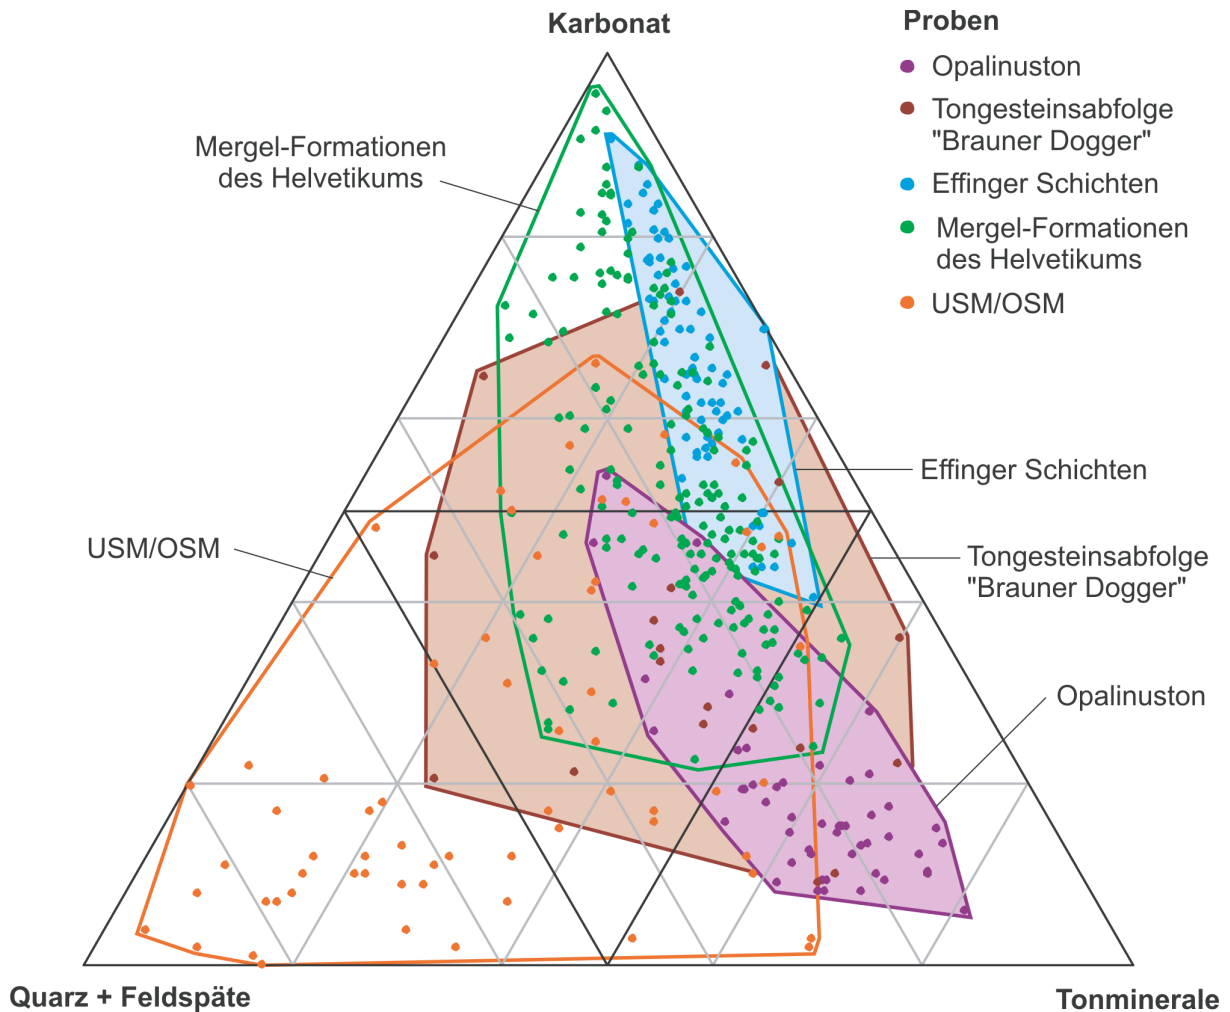 Karbonat
Proben
Opalinuston
Tongesteinsabfolge
"Brauner Dogger"
Effinger Schichten
Mergel-Formationen
des Helvetikums
USM/OSM
Mergel-Formationen
des Helvetikums
Effinger Schichten
USM/OSM
Tongesteinsabfolge
"Brauner Dogger"
Opalinuston
Quarz + Feldspäte
Tonminerale